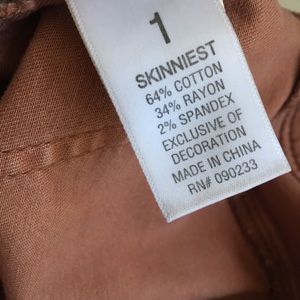 1
SKINNIEST
64% COTTON
34% RAYON
2% SPANDEX
EXCLUSIVE OF
DECORATION
MADE IN CHINA
RN# 090233